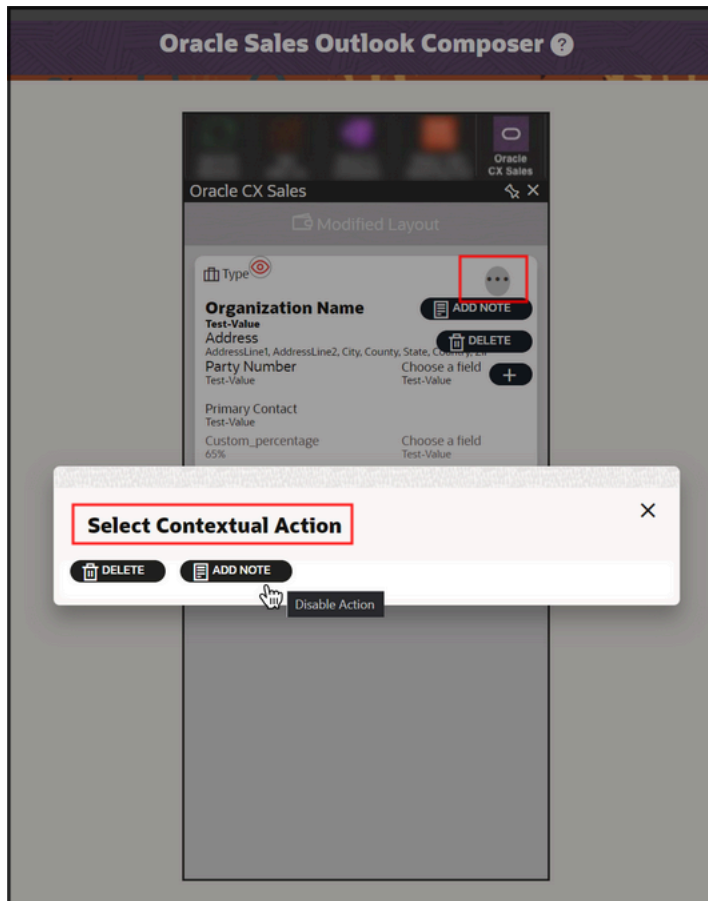 Oracle Sales Outlook Composer ?
Oracle
CX Sales
Oracle CX Sales
Modified Layout
Type
Organization Name
ADD NOTE
Test-Value
Address
DELETE
AddressLine1, AddressLine2, City, County, State, Country, ZIP
Party Number Choose a field
Test-Value Test-Value
Primary Contact
Test-Value
Custom_percentage Choose a field
65% Test-Value
Select Contextual Action
DELETE ADD NOTE
Disable Action